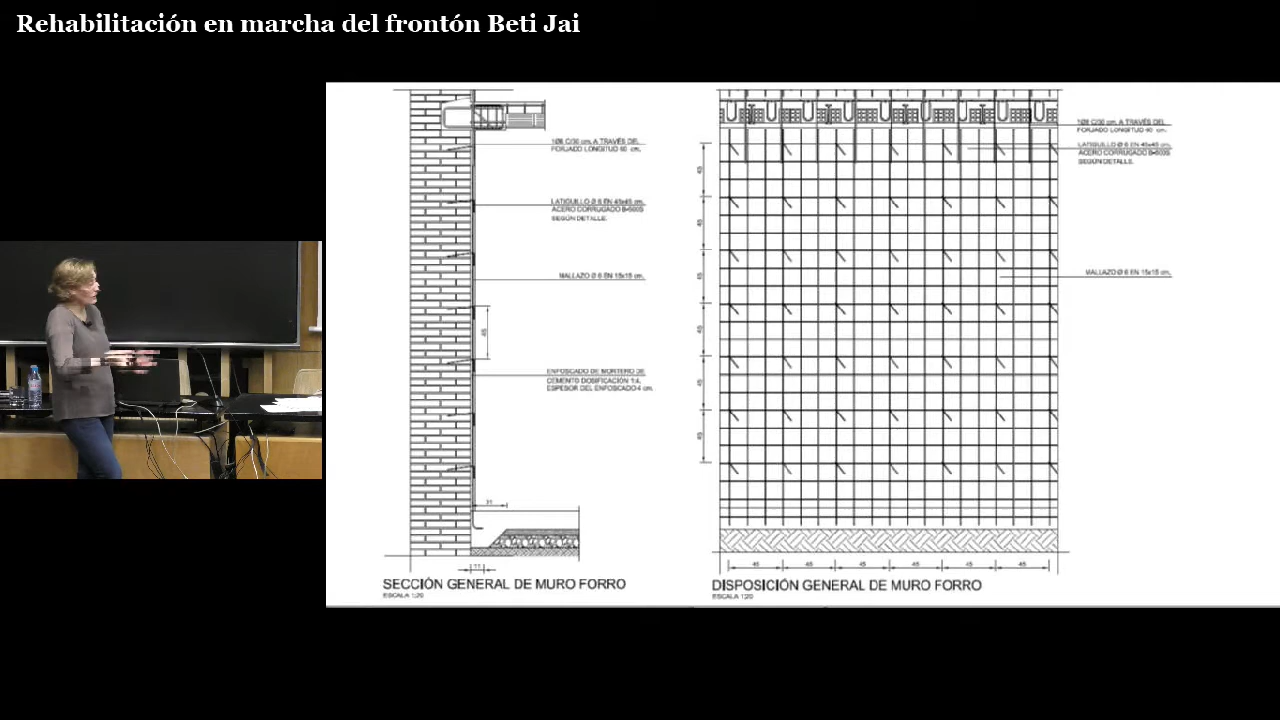 Rehabilitación en marcha del frontón Beti Jai
1Ø8 C/30 cm. A TRAVÉS DEL
FORJADO LONGITUD 60 cm.
LATIGUILLO Ø 6 EN 45x45 cm.
ACERO CORRUGADO B-500S
SEGÚN DETALLE.
MALLAZO Ø 6 EN 15x15 cm.
45
ENFOSCADO DE MORTERO DE
CEMENTO DOSIFICACIÓN 1:4.
ESPESOR DEL ENFOSCADO 4 cm.
SECCIÓN GENERAL DE MURO FORRO
ESCALA 1:20
1Ø8 C/30 cm. A TRAVÉS DEL
FORJADO LONGITUD 60 cm.
LATIGUILLO Ø 6 EN 45x45 cm.
ACERO CORRUGADO B-500S
SEGÚN DETALLE.
MALLAZO Ø 6 EN 15x15 cm.
45
45
45
45
45
45
45 45 45 45 45 45
DISPOSICIÓN GENERAL DE MURO FORRO
ESCALA 1:20